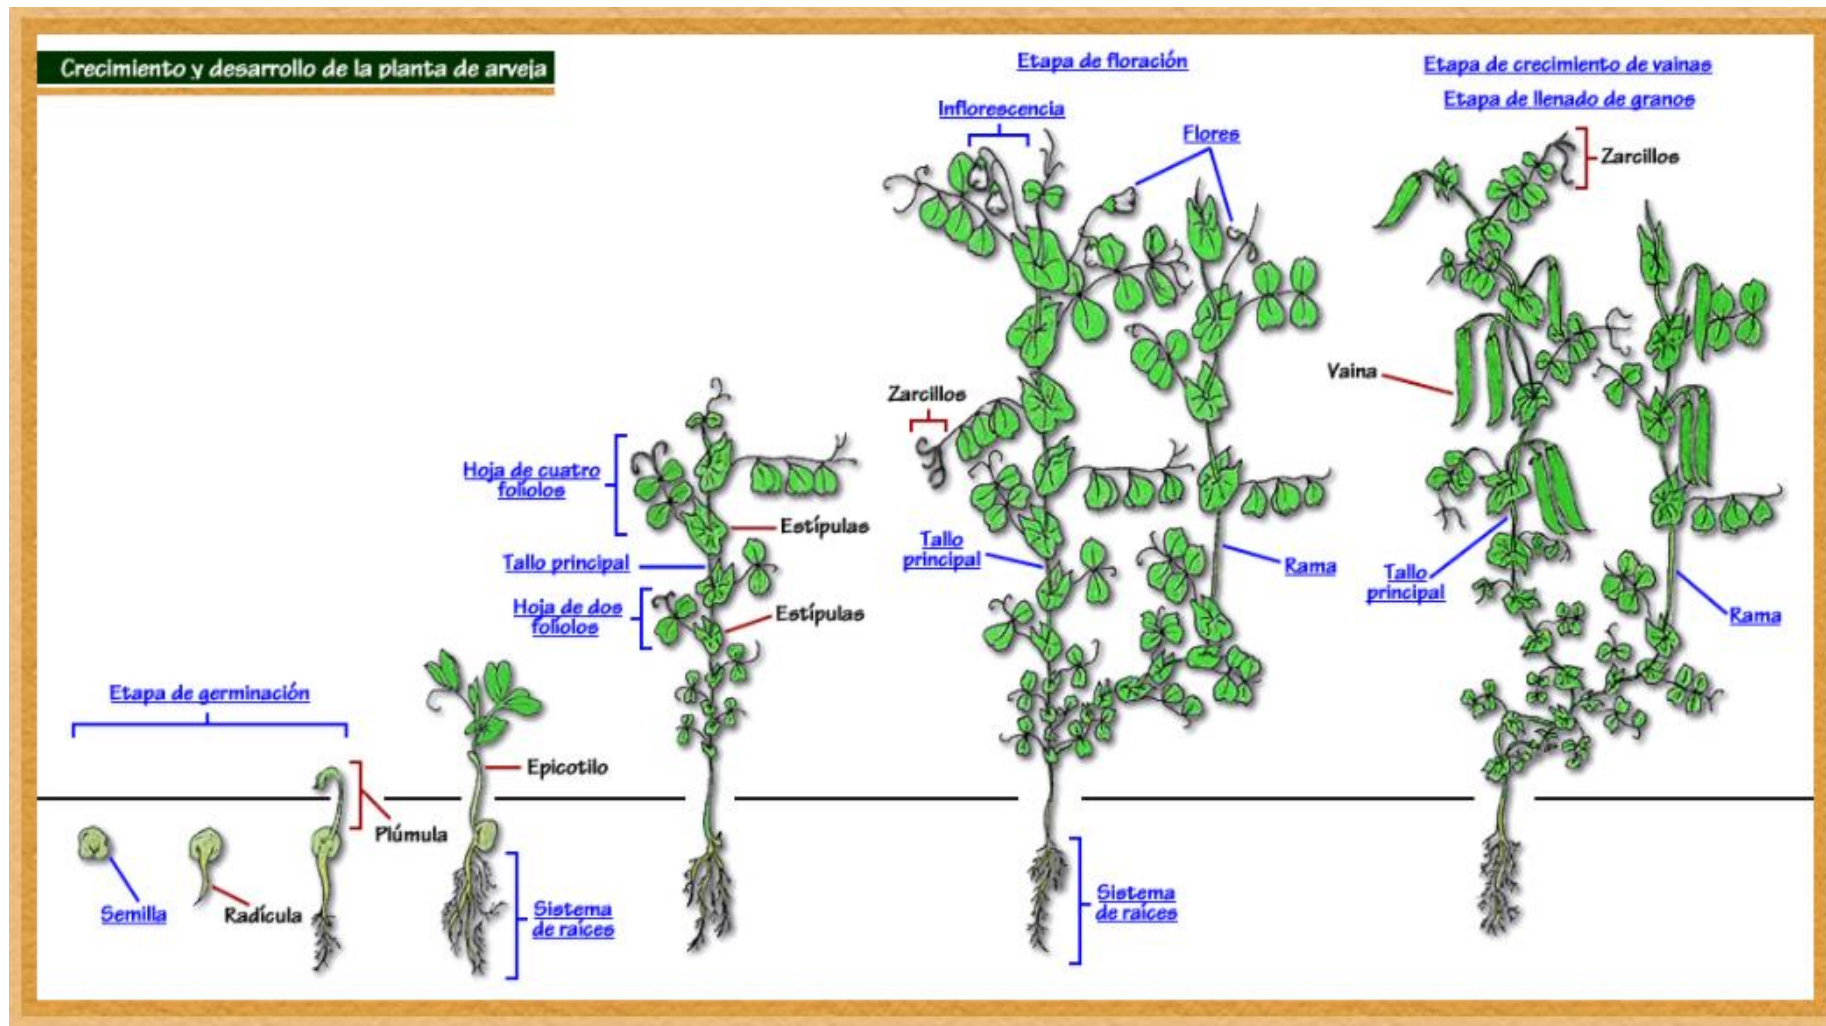 Crecimiento y desarrollo de la planta de arveja
Etapa de germinación
Semilla
Radícula
Plúmula
Epicotilo
Sistema
de raíces
Hoja de cuatro
folíolos
Estípulas
Tallo principal
Hoja de dos
folíolos
Estípulas
Etapa de floración
Inflorescencia
Flores
Zarcillos
Tallo
principal
Rama
Sistema
de raíces
Etapa de crecimiento de vainas
Etapa de llenado de granos
Zarcillos
Vaina
Tallo
principal
Rama